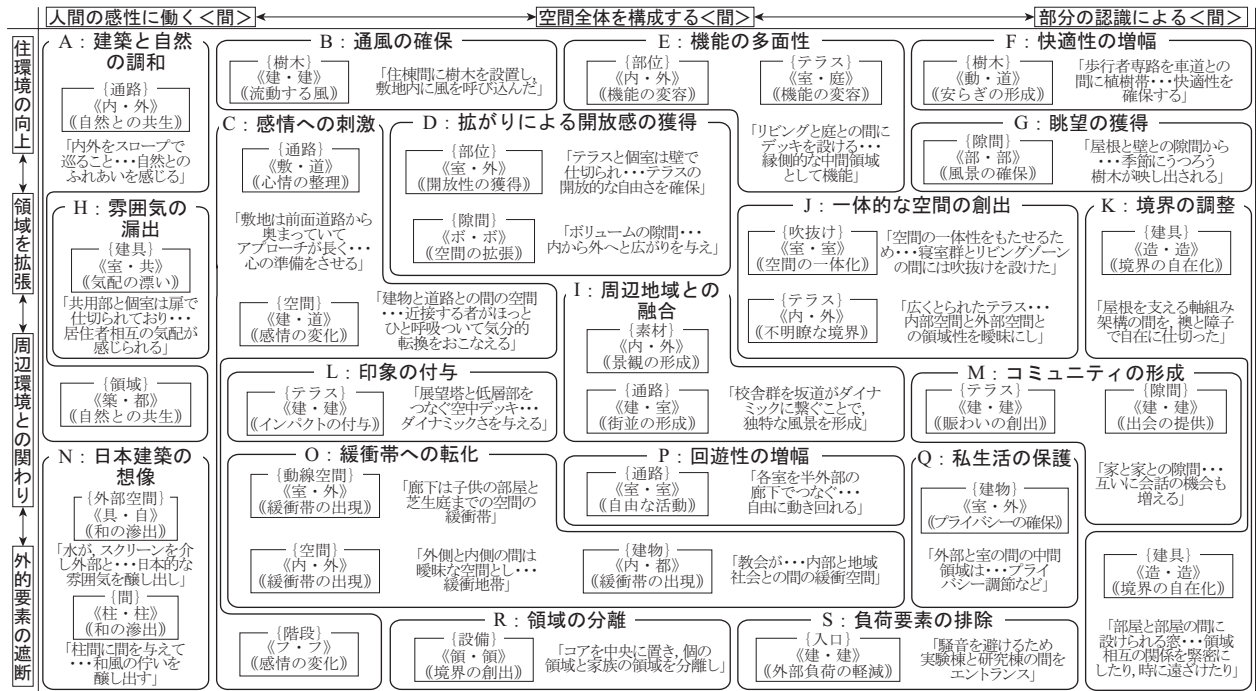 人間の感性に働く＜間＞
空間全体を構成する＜間＞
部分の認識による＜間＞
住環境の向上
領域を拡張
周辺環境との関わり
外的要素の遮断
A：建築と自然
の調和
{通路}
《内・外》
((自然との共生))
「内外をスロープで
巡ること・・・自然との
ふれあいを感じる」
B：通風の確保
{樹木}
《建・建》
((流動する風))
「住棟間に樹木を設置し,
敷地内に風を呼び込んだ」
C：感情への刺激
{通路}
《敷・道》
((心情の整理))
「敷地は前面道路から
奥まっていて
アプローチが長く・・・
心の準備をさせる」
{空間}
《建・道》
((感情の変化))
「建物と道路との間の空間
・・・近接する者がほっと
ひと呼吸ついて気分的
転換をおこなえる」
D：拡がりによる開放感の獲得
{部位}
《室・外》
((開放性の獲得))
「テラスと個室は壁で
仕切られ・・・テラスの
開放的な自由さを確保」
{隙間}
《ボ・ボ》
((空間の拡張))
「ボリュームの隙間・・・
内から外へと広がりを与え」
E：機能の多面性
{部位}
《内・外》
((機能の変容))
{テラス}
《室・庭》
((機能の変容))
「リビングと庭との間に
デッキを設ける・・・
縁側的な中間領域
として機能」
F：快適性の増幅
{樹木}
《動・道》
((安らぎの形成))
「歩行者専路を車道との
間に植樹帯・・・快適性を
確保する」
G：眺望の獲得
{隙間}
《部・部》
((風景の確保))
「屋根と壁との隙間から
・・・季節にうつろう
樹木が映し出される」
H：雰囲気の
漏出
{建具}
《室・共》
((気配の漂い))
「共用部と個室は扉で
仕切られており・・・
居住者相互の気配が
感じられる」
{領域}
《築・都》
((自然との共生))
I：周辺地域との
融合
{素材}
《内・外》
((景観の形成))
{通路}
《建・室》
((街並の形成))
「校舎群を坂道がダイナ
ミックに繋ぐことで,
独特な風景を形成」
J：一体的な空間の創出
{吹抜け}
《室・室》
((空間の一体化))
「空間の一体性をもたせるた
め・・・寝室群とリビングゾーン
の間には吹抜けを設けた」
{テラス}
《内・外》
((不明瞭な境界))
「広くとられたテラス・・・
内部空間と外部空間と
の領域性を曖昧にし」
K：境界の調整
{建具}
《造・造》
((境界の自在化))
「屋根を支える軸組み
架構の間を, 襖と障子
で自在に仕切った」
L：印象の付与
{テラス}
《建・建》
((インパクトの付与))
「展望塔と低層部を
つなぐ空中デッキ・・・
ダイナミックさを与える」
M：コミュニティの形成
{テラス}
《建・建》
((賑わいの創出))
{隙間}
《建・建》
((出会の提供))
「家と家との隙間・・・
互いに会話の機会も
増える」
N：日本建築の
想像
{外部空間}
《具・自》
((和の滲出))
「水が, スクリーンを介
し外部と・・・日本的な
雰囲気を醸し出し」
{間}
《柱・柱》
((和の滲出))
「柱間に間を与えて
・・・和風の佇いを
醸し出す」
O：緩衝帯への転化
{動線空間}
《室・外》
((緩衝帯の出現))
「廊下は子供の部屋と
芝生庭までの空間の
緩衝帯」
{空間}
《内・外》
((緩衝帯の出現))
「外側と内側の間は
曖昧な空間とし・・・
緩衝地帯」
{建物}
《内・都》
((緩衝帯の出現))
「教会が・・・内部と地域
社会との間の緩衝空間」
P：回遊性の増幅
{通路}
《室・室》
((自由な活動))
「各室を半外部の
廊下でつなぐ・・・
自由に動き回れる」
Q：私生活の保護
{建物}
《室・外》
((プライバシーの確保))
「外部と室の間の中間
領域は・・・プライ
バシー調節など」
{建具}
《造・造》
((境界の自在化))
「部屋と部屋の間に
設けられる窓・・・領域
相互の関係を緊密に
したり, 時に遠ざけたり」
{階段}
《フ・フ》
((感情の変化))
R：領域の分離
{設備}
《領・領》
((境界の創出))
「コアを中央に置き, 個の
領域と家族の領域を分離し」
S：負荷要素の排除
{入口}
《建・建》
((外部負荷の軽減))
「騒音を避けるため
実験棟と研究棟の間を
エントランス」